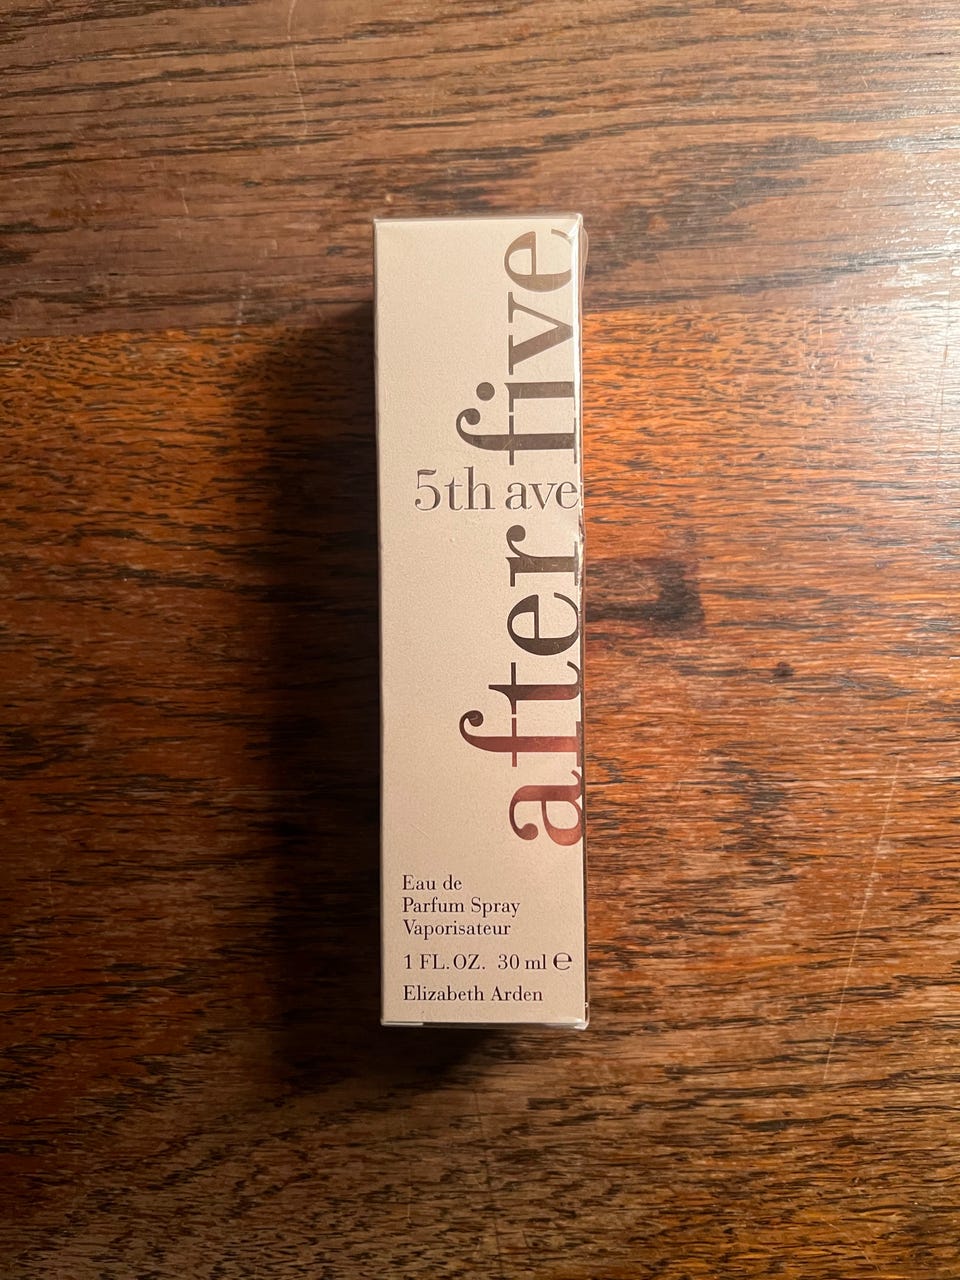 after five
5th ave
Eau de
Parfum Spray
Vaporisateur
1 FL.OZ. 30 ml ℮
Elizabeth Arden